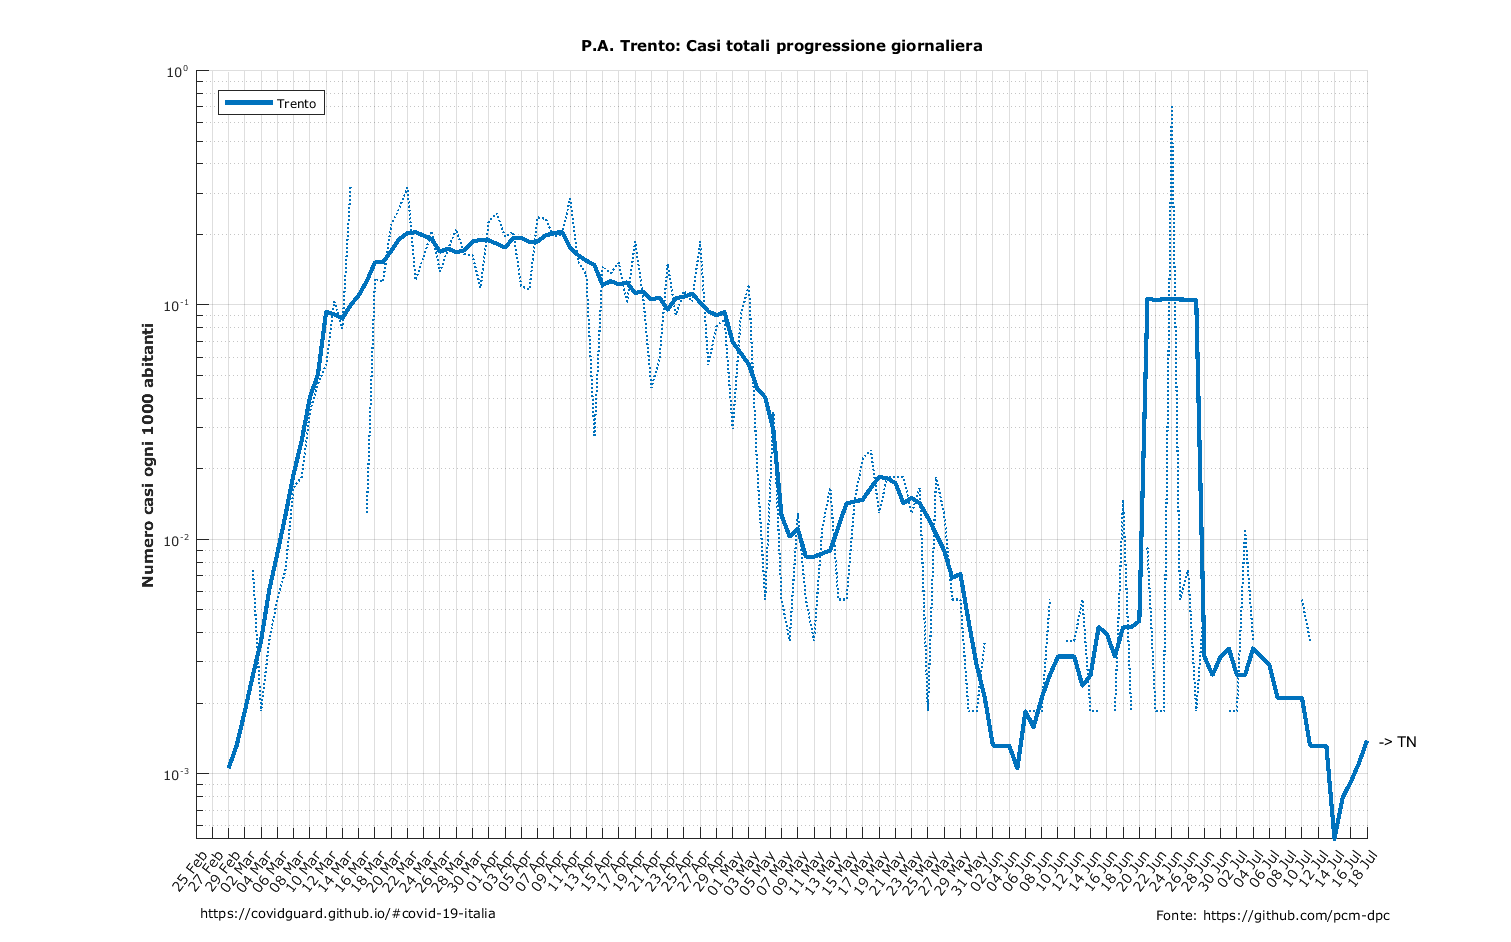 P.A. Trento: Casi totali progressione giornaliera
10⁰
Trento
10⁻¹
10⁻²
10⁻³
Numero casi ogni 1000 abitanti
-> TN
25 Feb
27 Feb
29 Feb
02 Mar
04 Mar
06 Mar
08 Mar
10 Mar
12 Mar
14 Mar
16 Mar
18 Mar
20 Mar
22 Mar
24 Mar
26 Mar
28 Mar
30 Mar
01 Apr
03 Apr
05 Apr
07 Apr
09 Apr
11 Apr
13 Apr
15 Apr
17 Apr
19 Apr
21 Apr
23 Apr
25 Apr
27 Apr
29 Apr
01 May
03 May
05 May
07 May
09 May
11 May
13 May
15 May
17 May
19 May
21 May
23 May
25 May
27 May
29 May
31 May
02 Jun
04 Jun
06 Jun
08 Jun
10 Jun
12 Jun
14 Jun
16 Jun
18 Jun
20 Jun
22 Jun
24 Jun
26 Jun
28 Jun
30 Jun
02 Jul
04 Jul
06 Jul
08 Jul
10 Jul
12 Jul
14 Jul
16 Jul
18 Jul
https://covidguard.github.io/#covid-19-italia
Fonte: https://github.com/pcm-dpc